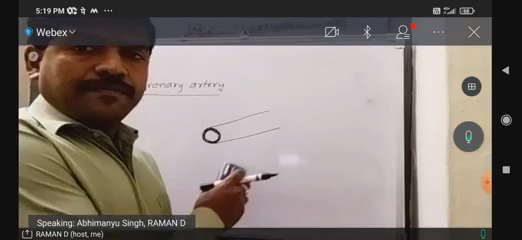 5:19 PM
Webex
ronary artery
Speaking: Abhimanyu Singh, RAMAN D
RAMAN D (host, me)